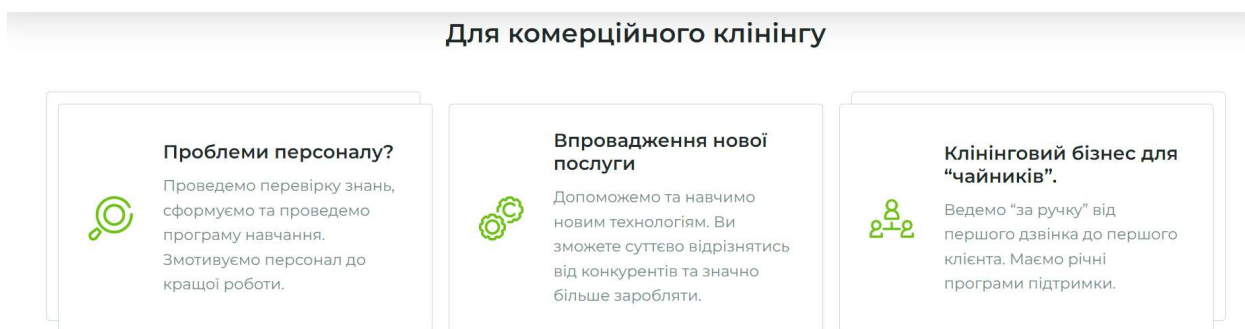 Для комерційного клінінгу
Проблеми персоналу?
Проведемо перевірку знань,
сформуємо та проведемо
програму навчання.
Змотивуємо персонал до
кращої роботи.
Впровадження нової
послуги
Допоможемо та навчимо
новим технологіям. Ви
зможете суттєво відрізнятись
від конкурентів та значно
більше заробляти.
Клініговий бізнес для
“чайників”.
Ведемо “за ручку” від
першого дзвінка до першого
клієнта. Маємо річні
програми підтримки.